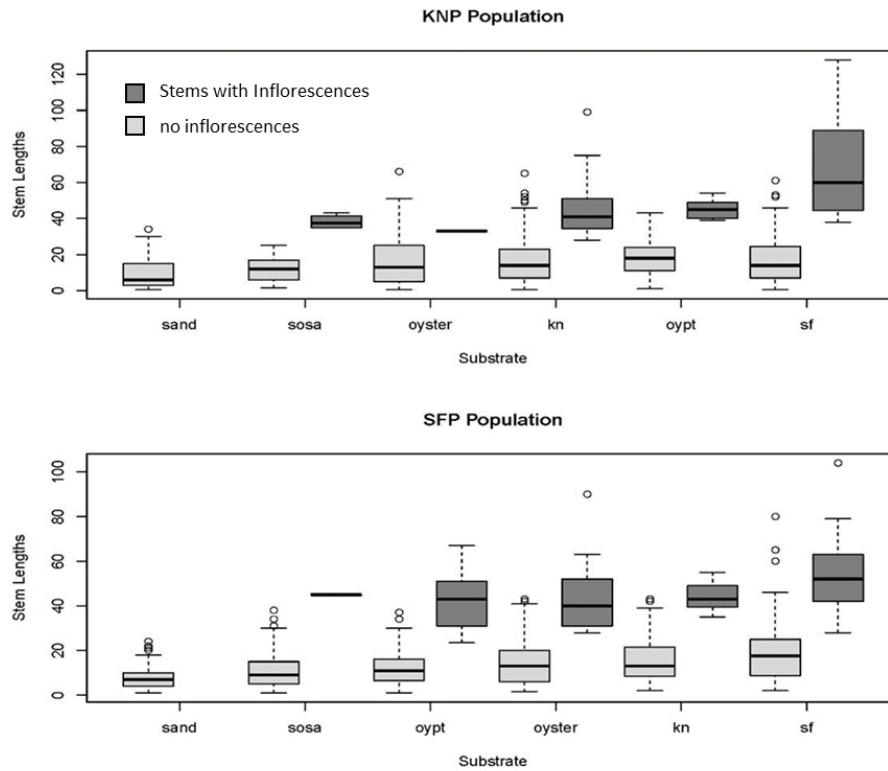 KNP Population
Stem Lengths
120
100
80
60
40
20
0
Stems with Inflorescences
no inflorescences
sand sosa oyster kn oypt sf
Substrate
SFP Population
Stem Lengths
100
80
60
40
20
0
sand sosa oypt oyster kn sf
Substrate